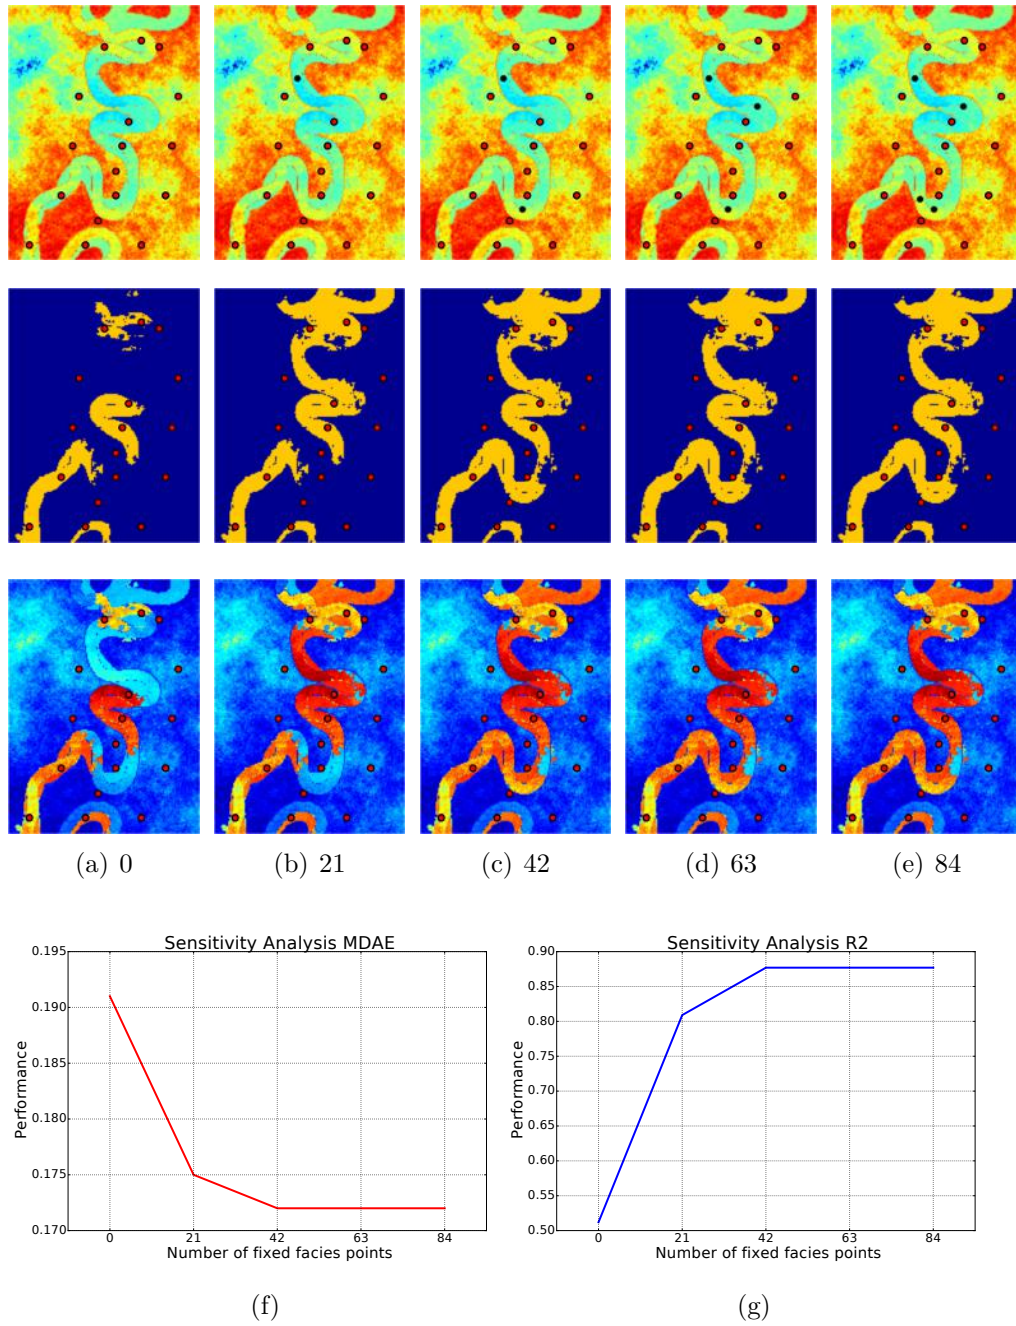 (a) 0
(b) 21
(c) 42
(d) 63
(e) 84
Sensitivity Analysis MDAE
0.195
0.190
0.185
0.180
0.175
0.170
Performance
0
21
42
63
84
Number of fixed facies points
(f)
Sensitivity Analysis R2
0.90
0.85
0.80
0.75
0.70
0.65
0.60
0.55
0.50
Performance
0
21
42
63
84
Number of fixed facies points
(g)